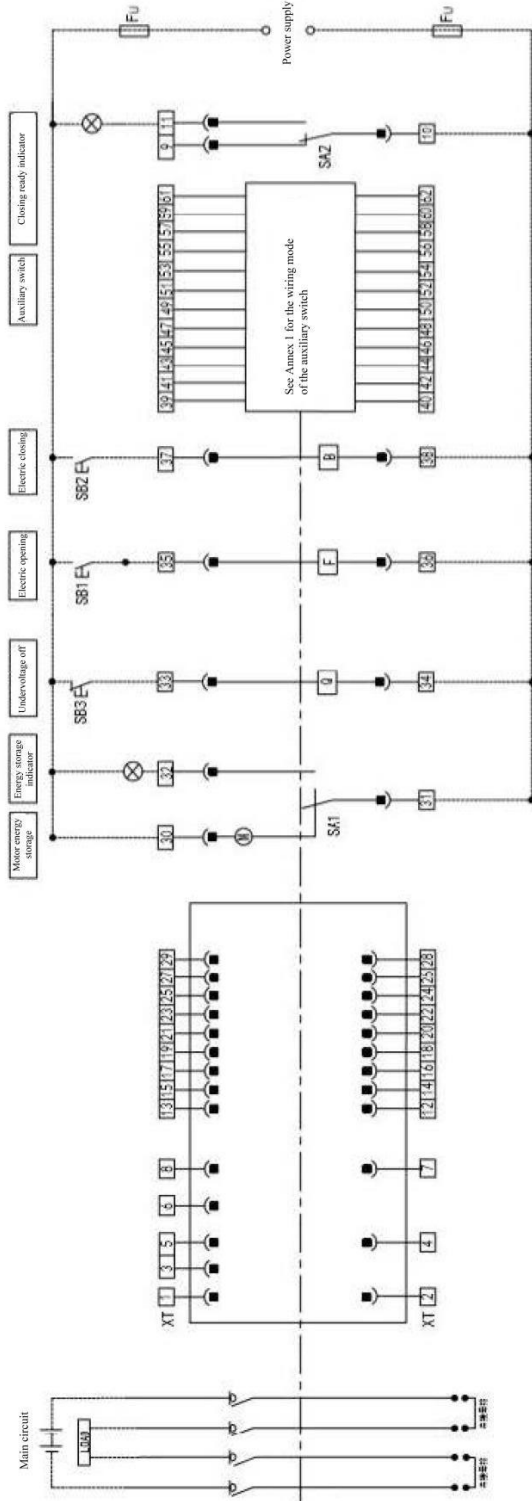 Motor energy
storage
Energy storage
indicator
Undervoltage off
Electric opening
Electric closing
Auxiliary switch
Closing ready indicator
Main circuit
LOAD
SB3
SB1
SB2
FU
Power supply
FU
XT 1 3 5 6 8 13 15 17 19 21 23 25 27 29
30 32 33 35 37
39 41 43 45 47 49 51 53 55 57 59 61
9 11
M
SA1
Q
F
B
See Annex 1 for the wiring mode
of the auxiliary switch
SA2
XT 2 4 7 12 14 16 18 20 22 24 25 28
31 34 36 38
40 42 44 46 48 50 52 54 56 58 60 62
10